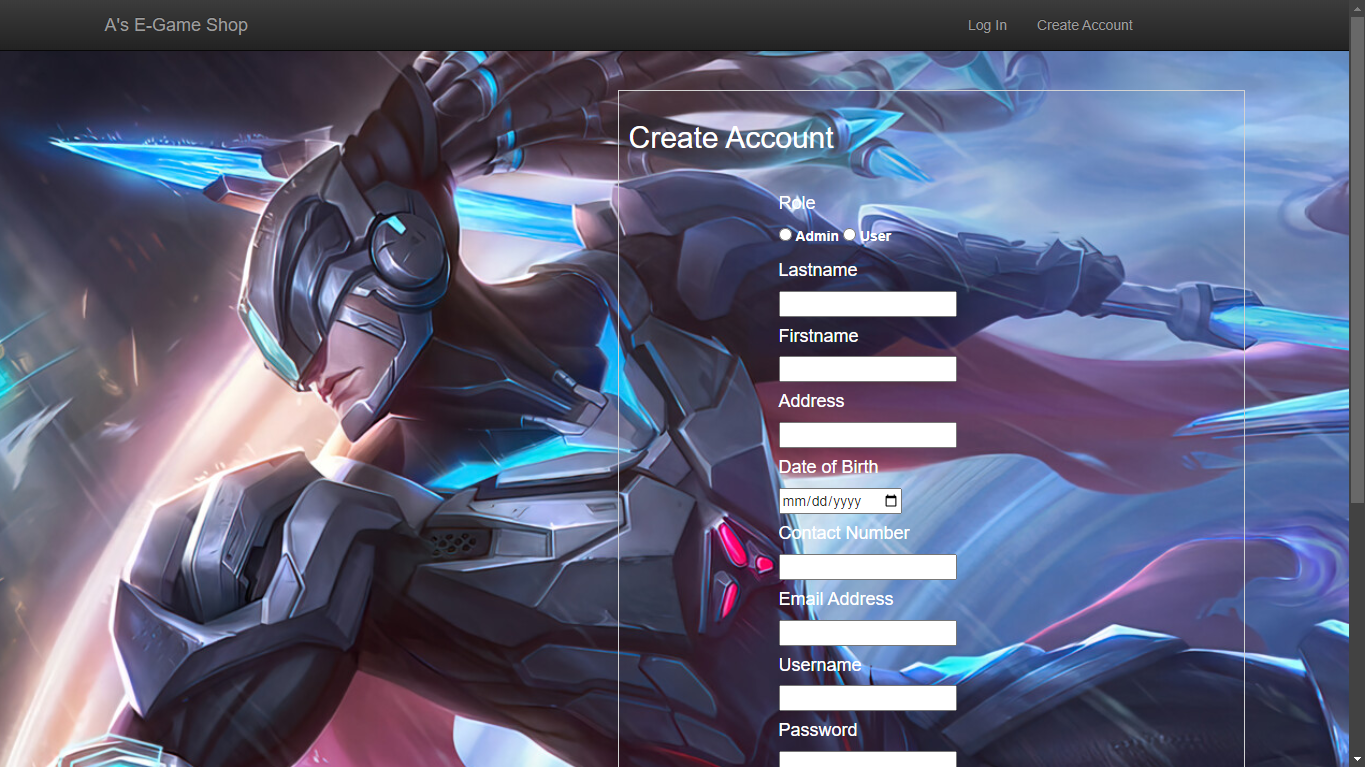 A's E-Game Shop Log In Create Account
Create Account
Role
Admin User
Lastname
Firstname
Address
Date of Birth
mm/dd/yyyy
Contact Number
Email Address
Username
Password